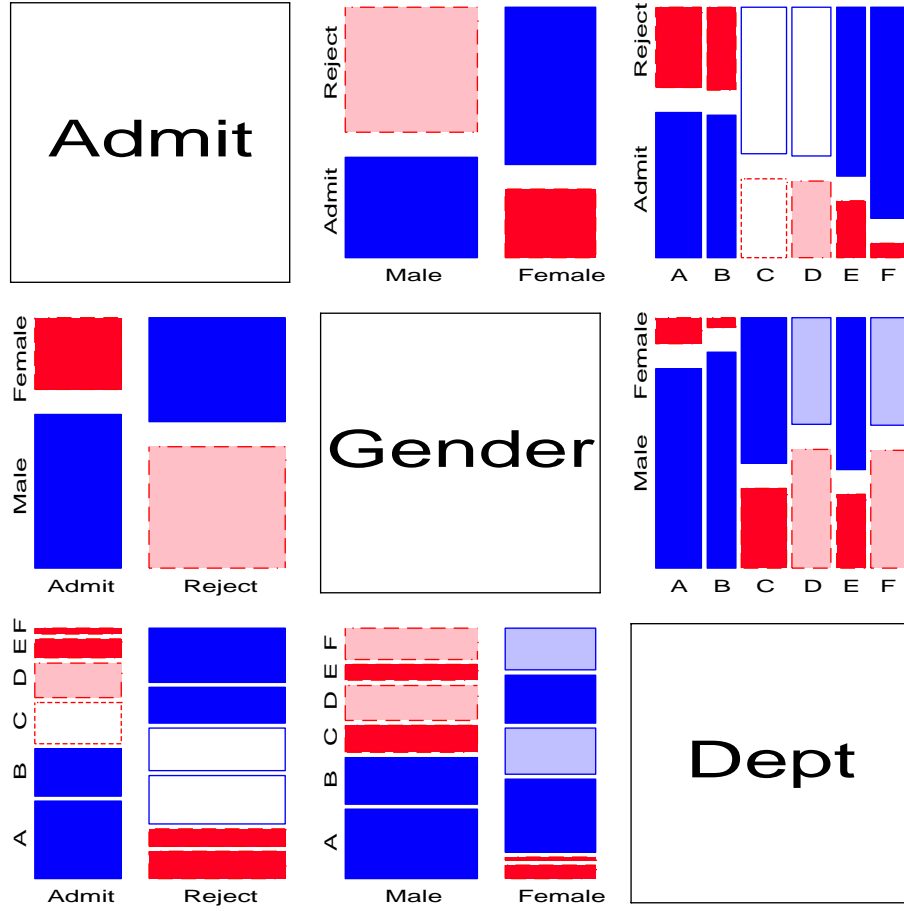 Admit
Reject
Admit
Male Female
Reject
Admit
A B C D E F
Female
Male
Admit Reject
Gender
Female
Male
A B C D E F
F
E
D
C
B
A
Admit Reject
F
E
D
C
B
A
Male Female
Dept